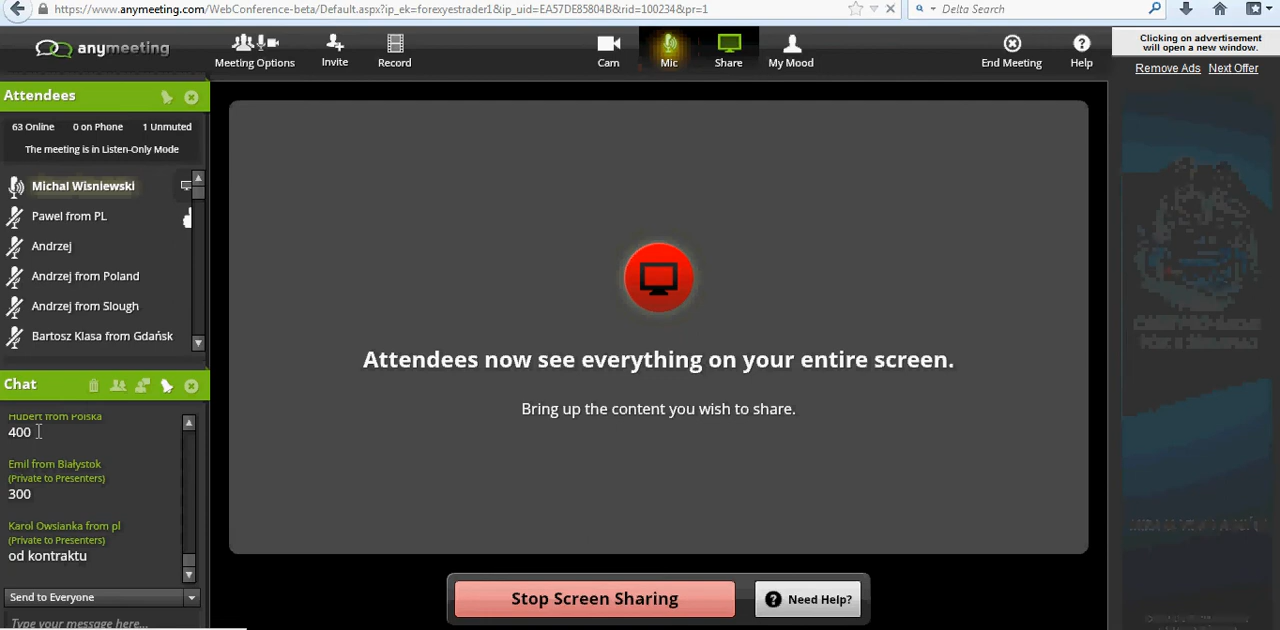 https://www.anymeeting.com/WebConference-beta/Default.aspx?ip_ek=forexyestrader1&ip_uid=EA57DE85804B&rid=100234&pr=1
Delta Search
anymeeting
Meeting Options
Invite
Record
Cam
Mic
Share
My Mood
End Meeting
Help
Clicking on advertisement
will open a new window.
Remove Ads Next Offer
Attendees
63 Online 0 on Phone 1 Unmuted
The meeting is in Listen-Only Mode
Michal Wisniewski
Pawel from PL
Andrzej
Andrzej from Poland
Andrzej from Slough
Bartosz Klasa from Gdańsk
Chat
Hubert from Polska
400
Emil from Białystok
(Private to Presenters)
300
Karol Owsianka from pl
(Private to Presenters)
od kontraktu
Send to Everyone
Type your message here...
Attendees now see everything on your entire screen.
Bring up the content you wish to share.
Stop Screen Sharing
Need Help?